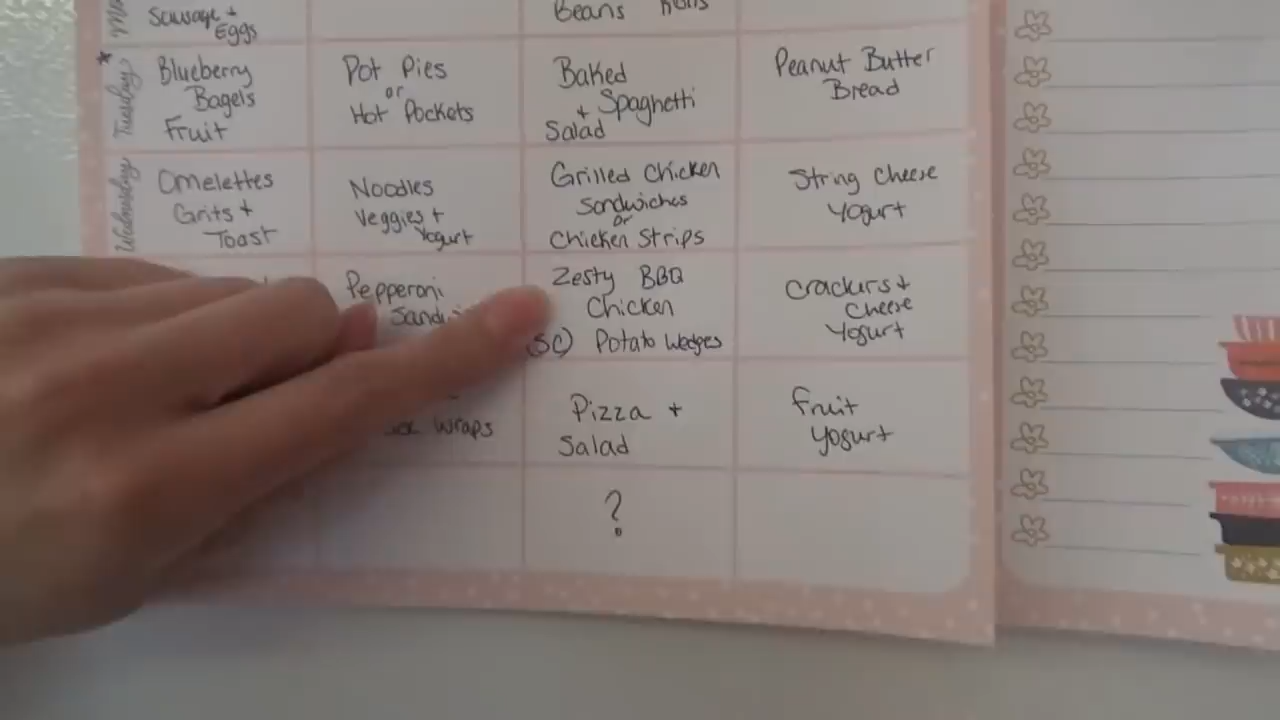 Sausage +
Eggs
Beans
Tuesday
*
Blueberry
Bagels
Fruit
Pot Pies
or
Hot Pockets
Baked
+ Spaghetti
Salad
Peanut Butter
Bread
Wednesday
Omelettes
Grits +
Toast
Noodles
Veggies +
Yogurt
Grilled Chicken
Sandwiches
or
Chicken Strips
String Cheese
Yogurt
Pepperoni
Zesty BBQ
Chicken
(SC) Potato Wedges
Crackers +
Cheese
Yogurt
Wraps
Pizza +
Salad
Fruit
Yogurt
?